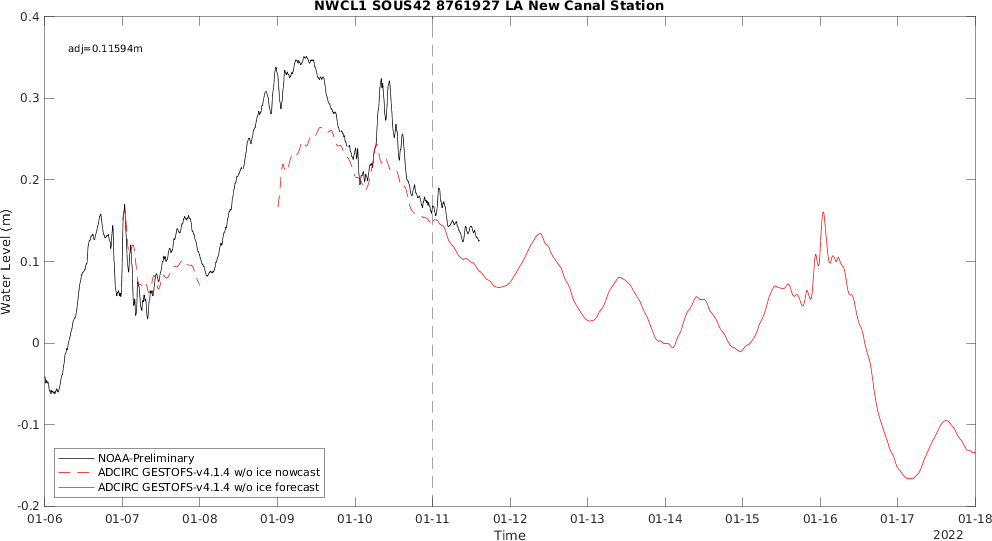 NWCL1 SOUS42 8761927 LA New Canal Station
adj=0.11594m
Water Level (m)
0.4
0.3
0.2
0.1
0
-0.1
-0.2
NOAA-Preliminary
ADCIRC GESTOFS-v4.1.4 w/o ice nowcast
ADCIRC GESTOFS-v4.1.4 w/o ice forecast
01-06 01-07 01-08 01-09 01-10 01-11 01-12 01-13 01-14 01-15 01-16 01-17 01-18
Time
2022